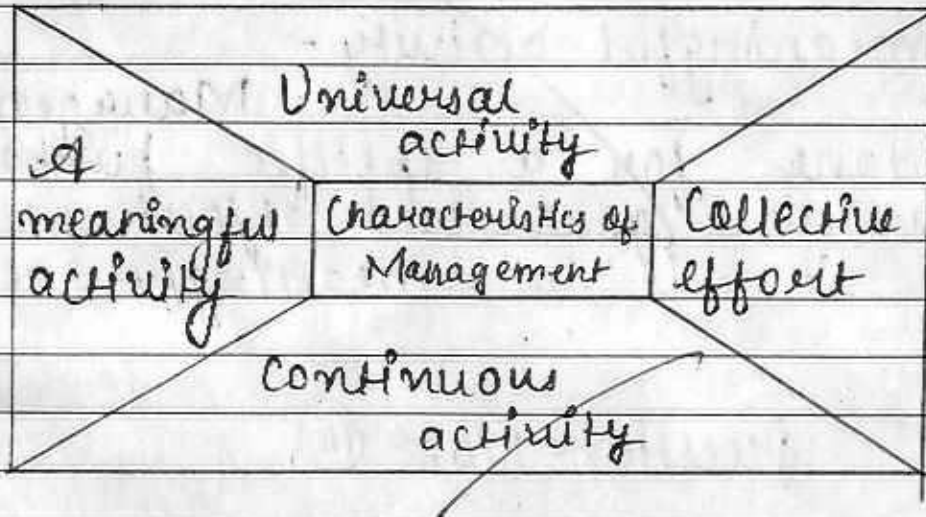 Universal
activity
A
meaningful
activity
Characteristics of
Management
Collective
effort
Continuous
activity